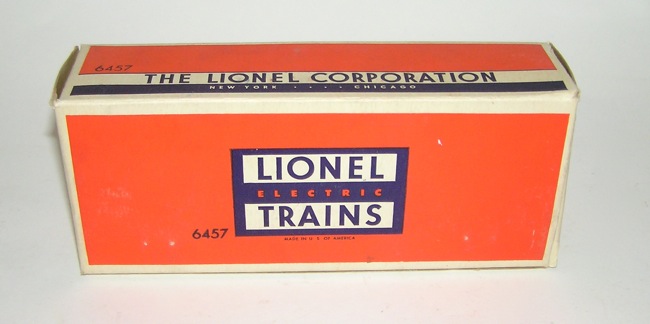 6457
THE LIONEL CORPORATION
NEW YORK · · · · CHICAGO
LIONEL
ELECTRIC
TRAINS
6457
MADE IN U. S. OF AMERICA